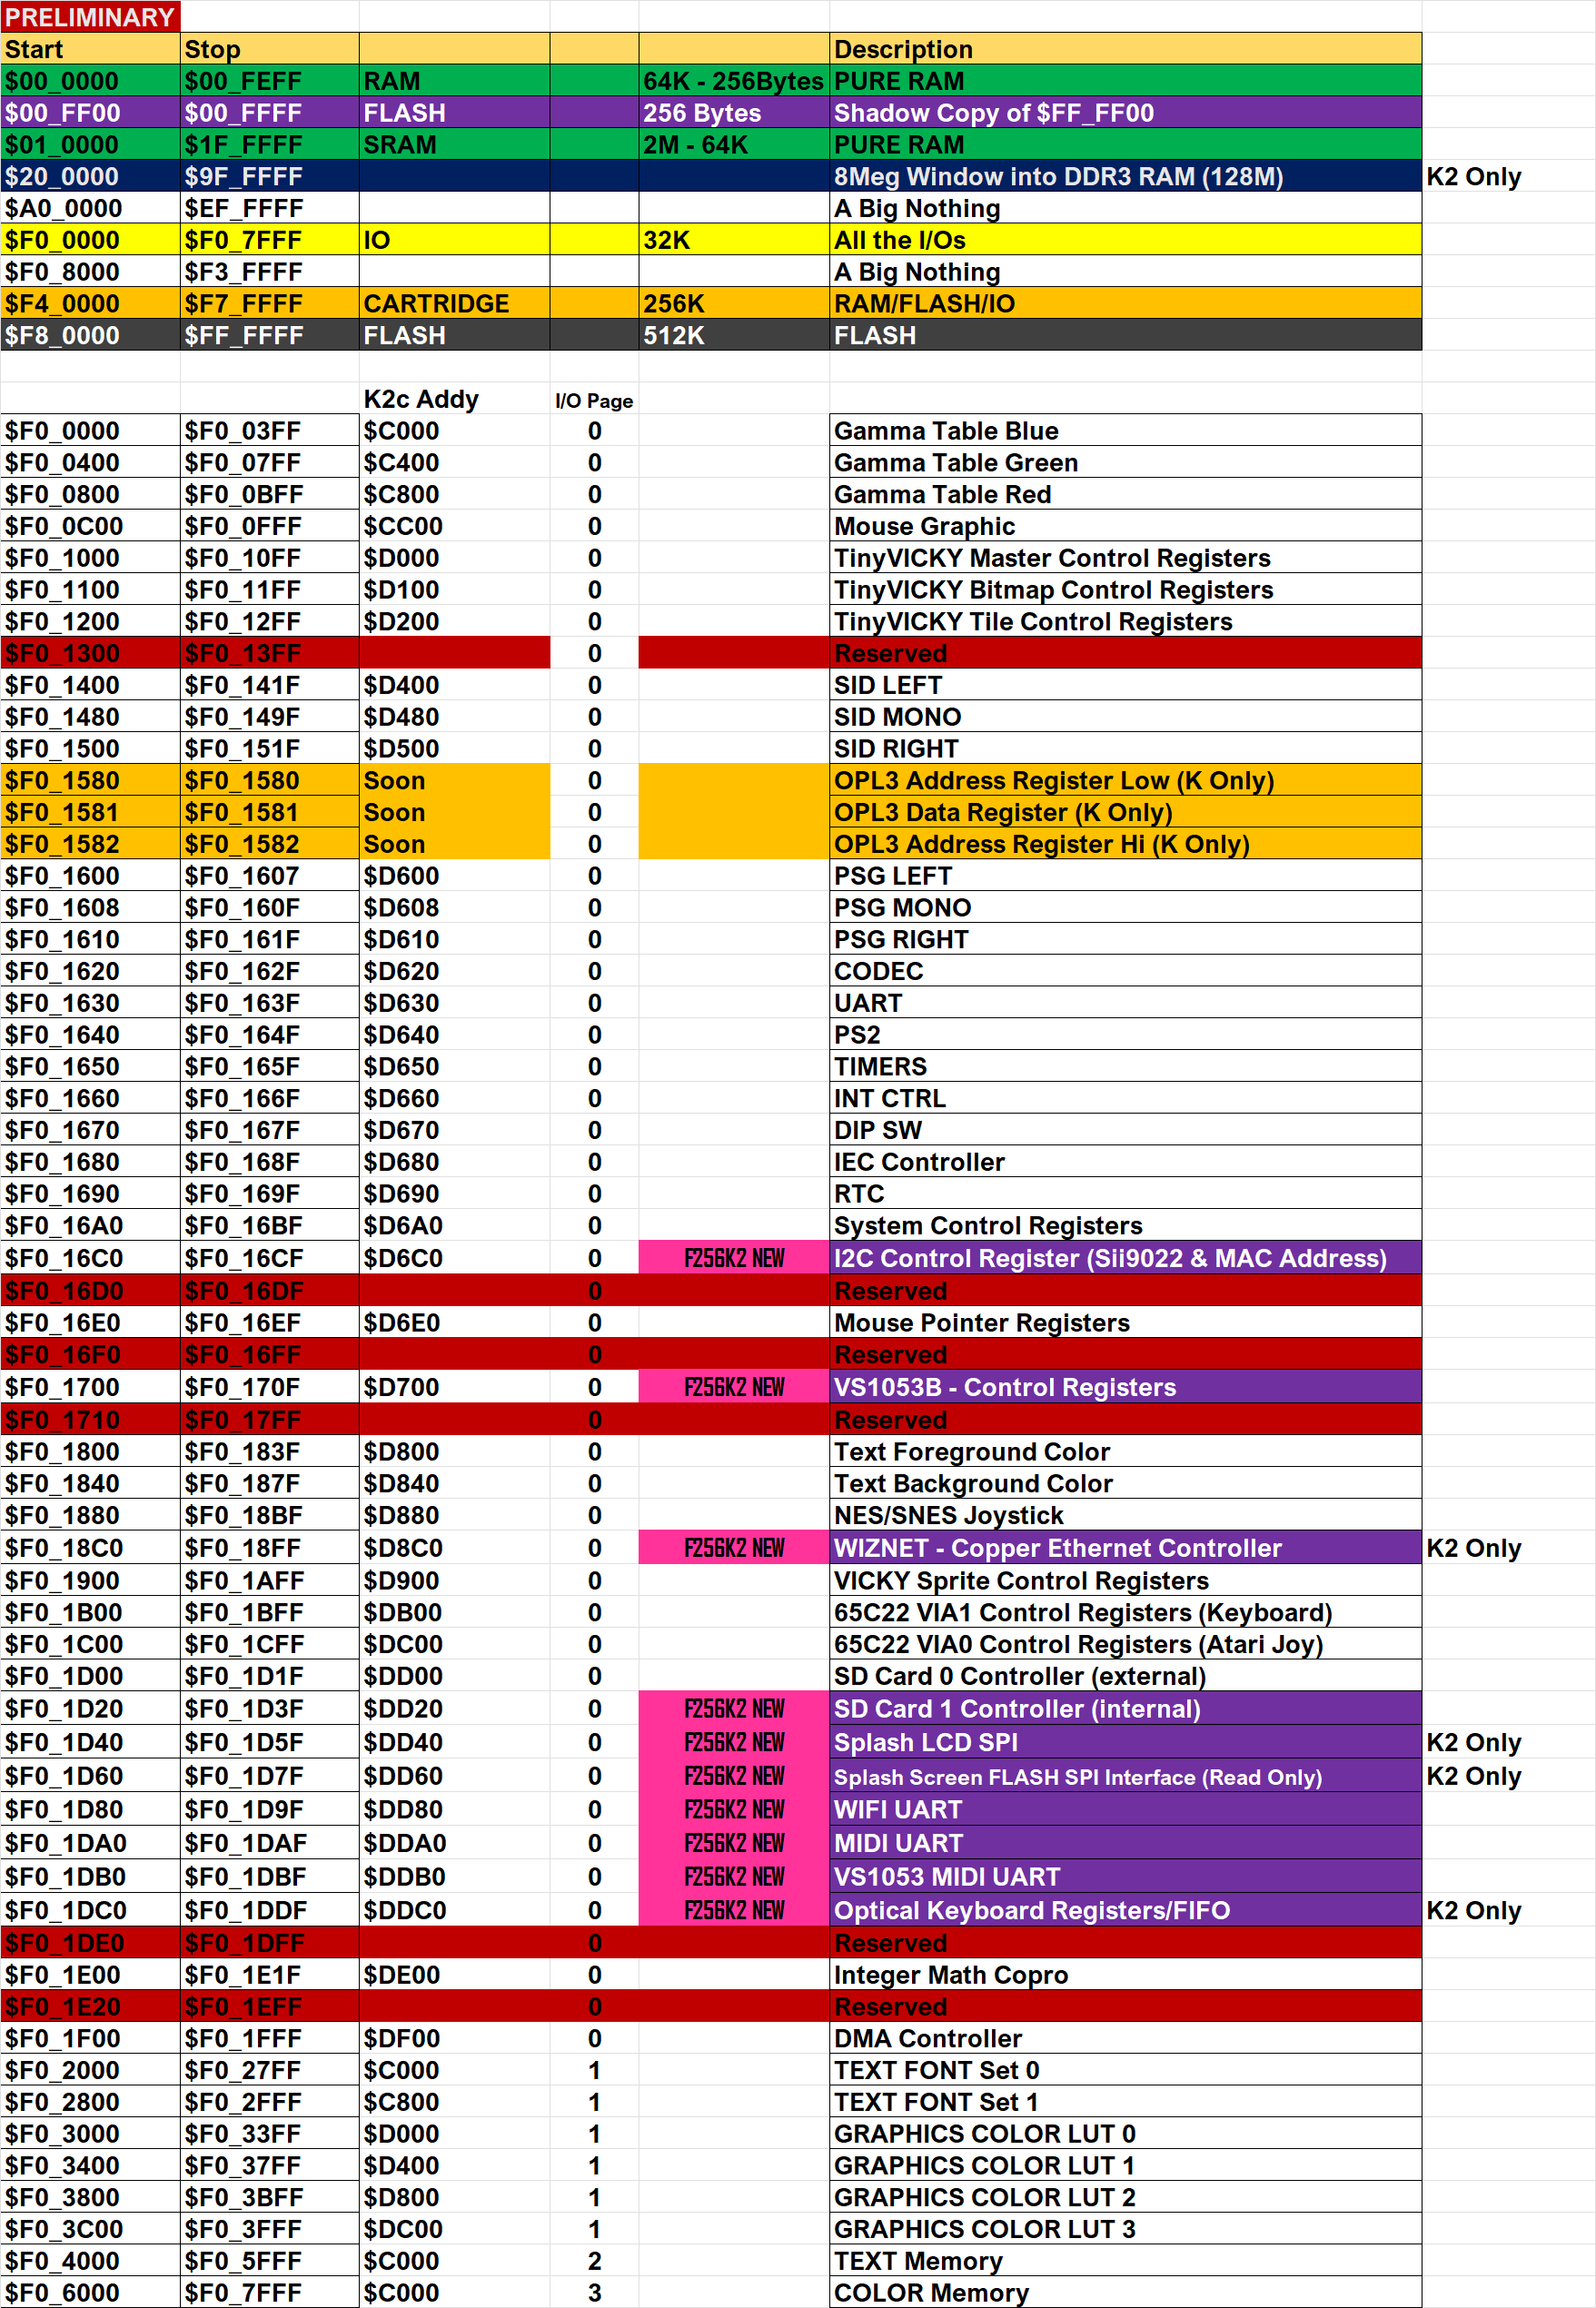 PRELIMINARY
Start Stop Description
$00_0000 $00_FEFF RAM 64K - 256Bytes PURE RAM
$00_FF00 $00_FFFF FLASH 256 Bytes Shadow Copy of $FF_FF00
$01_0000 $1F_FFFF SRAM 2M - 64K PURE RAM
$20_0000 $9F_FFFF 8Meg Window into DDR3 RAM (128M) K2 Only
$A0_0000 $EF_FFFF A Big Nothing
$F0_0000 $F0_7FFF IO 32K All the I/Os
$F0_8000 $F3_FFFF A Big Nothing
$F4_0000 $F7_FFFF CARTRIDGE 256K RAM/FLASH/IO
$F8_0000 $FF_FFFF FLASH 512K FLASH
K2c Addy I/O Page
$F0_0000 $F0_03FF $C000 0 Gamma Table Blue
$F0_0400 $F0_07FF $C400 0 Gamma Table Green
$F0_0800 $F0_0BFF $C800 0 Gamma Table Red
$F0_0C00 $F0_0FFF $CC00 0 Mouse Graphic
$F0_1000 $F0_10FF $D000 0 TinyVICKY Master Control Registers
$F0_1100 $F0_11FF $D100 0 TinyVICKY Bitmap Control Registers
$F0_1200 $F0_12FF $D200 0 TinyVICKY Tile Control Registers
$F0_1300 $F0_13FF 0 Reserved
$F0_1400 $F0_141F $D400 0 SID LEFT
$F0_1480 $F0_149F $D480 0 SID MONO
$F0_1500 $F0_151F $D500 0 SID RIGHT
$F0_1580 $F0_1580 Soon 0 OPL3 Address Register Low (K Only)
$F0_1581 $F0_1581 Soon 0 OPL3 Data Register (K Only)
$F0_1582 $F0_1582 Soon 0 OPL3 Address Register Hi (K Only)
$F0_1600 $F0_1607 $D600 0 PSG LEFT
$F0_1608 $F0_160F $D608 0 PSG MONO
$F0_1610 $F0_161F $D610 0 PSG RIGHT
$F0_1620 $F0_162F $D620 0 CODEC
$F0_1630 $F0_163F $D630 0 UART
$F0_1640 $F0_164F $D640 0 PS2
$F0_1650 $F0_165F $D650 0 TIMERS
$F0_1660 $F0_166F $D660 0 INT CTRL
$F0_1670 $F0_167F $D670 0 DIP SW
$F0_1680 $F0_168F $D680 0 IEC Controller
$F0_1690 $F0_169F $D690 0 RTC
$F0_16A0 $F0_16BF $D6A0 0 System Control Registers
$F0_16C0 $F0_16CF $D6C0 0 F256K2 NEW I2C Control Register (Sii9022 & MAC Address)
$F0_16D0 $F0_16DF 0 Reserved
$F0_16E0 $F0_16EF $D6E0 0 Mouse Pointer Registers
$F0_16F0 $F0_16FF 0 Reserved
$F0_1700 $F0_170F $D700 0 F256K2 NEW VS1053B - Control Registers
$F0_1710 $F0_17FF 0 Reserved
$F0_1800 $F0_183F $D800 0 Text Foreground Color
$F0_1840 $F0_187F $D840 0 Text Background Color
$F0_1880 $F0_18BF $D880 0 NES/SNES Joystick
$F0_18C0 $F0_18FF $D8C0 0 F256K2 NEW WIZNET - Copper Ethernet Controller K2 Only
$F0_1900 $F0_1AFF $D900 0 VICKY Sprite Control Registers
$F0_1B00 $F0_1BFF $DB00 0 65C22 VIA1 Control Registers (Keyboard)
$F0_1C00 $F0_1CFF $DC00 0 65C22 VIA0 Control Registers (Atari Joy)
$F0_1D00 $F0_1D1F $DD00 0 SD Card 0 Controller (external)
$F0_1D20 $F0_1D3F $DD20 0 F256K2 NEW SD Card 1 Controller (internal)
$F0_1D40 $F0_1D5F $DD40 0 F256K2 NEW Splash LCD SPI K2 Only
$F0_1D60 $F0_1D7F $DD60 0 F256K2 NEW Splash Screen FLASH SPI Interface (Read Only) K2 Only
$F0_1D80 $F0_1D9F $DD80 0 F256K2 NEW WIFI UART
$F0_1DA0 $F0_1DAF $DDA0 0 F256K2 NEW MIDI UART
$F0_1DB0 $F0_1DBF $DDB0 0 F256K2 NEW VS1053 MIDI UART
$F0_1DC0 $F0_1DDF $DDC0 0 F256K2 NEW Optical Keyboard Registers/FIFO K2 Only
$F0_1DE0 $F0_1DFF 0 Reserved
$F0_1E00 $F0_1E1F $DE00 0 Integer Math Copro
$F0_1E20 $F0_1EFF 0 Reserved
$F0_1F00 $F0_1FFF $DF00 0 DMA Controller
$F0_2000 $F0_27FF $C000 1 TEXT FONT Set 0
$F0_2800 $F0_2FFF $C800 1 TEXT FONT Set 1
$F0_3000 $F0_33FF $D000 1 GRAPHICS COLOR LUT 0
$F0_3400 $F0_37FF $D400 1 GRAPHICS COLOR LUT 1
$F0_3800 $F0_3BFF $D800 1 GRAPHICS COLOR LUT 2
$F0_3C00 $F0_3FFF $DC00 1 GRAPHICS COLOR LUT 3
$F0_4000 $F0_5FFF $C000 2 TEXT Memory
$F0_6000 $F0_7FFF $C000 3 COLOR Memory